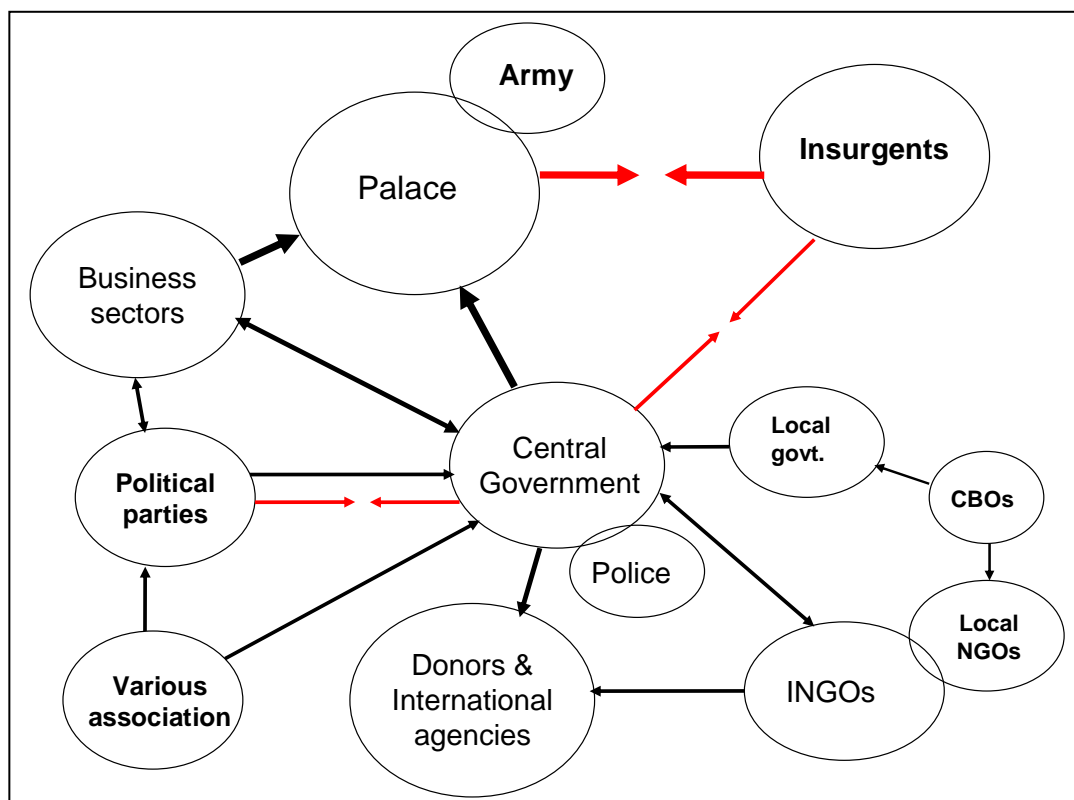 Army
Insurgents
Palace
Business
sectors
Local
govt.
Central
Government
Political
parties
CBOs
Police
Local
NGOs
Donors &
International
agencies
INGOs
Various
association